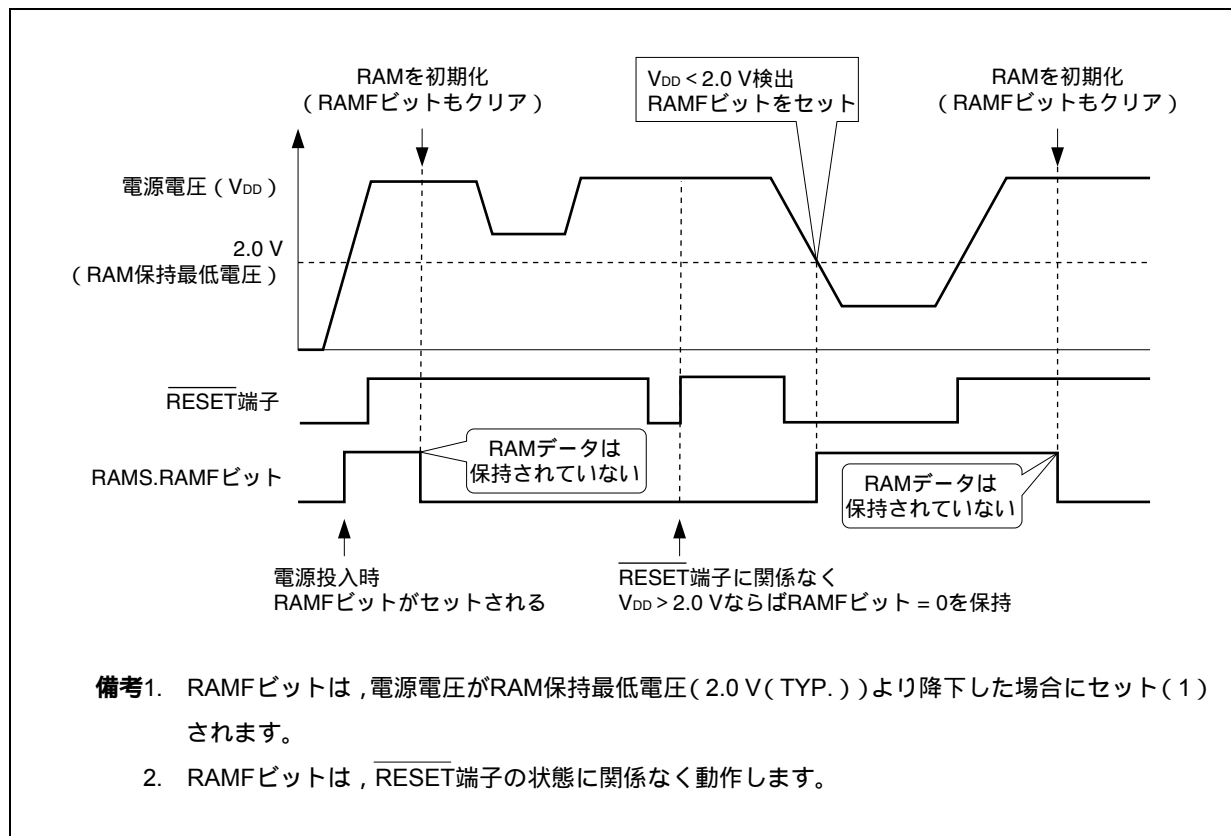 RAMを初期化
(RAMFビットもクリア)
VDD<2.0 V検出
RAMFビットをセット
RAMを初期化
(RAMFビットもクリア)
電源電圧(VDD)
2.0 V
(RAM保持最低電圧)
RESET端子
RAMS.RAMFビット
RAMデータは
保持されていない
RAMデータは
保持されていない
電源投入時
RAMFビットがセットされる
RESET端子に関係なく
VDD>2.0 VならばRAMFビット = 0を保持
備考1. RAMFビットは,電源電圧がRAM保持最低電圧(2.0 V(TYP.))より降下した場合にセット(1)
されます。
2. RAMFビットは,RESET端子の状態に関係なく動作します。